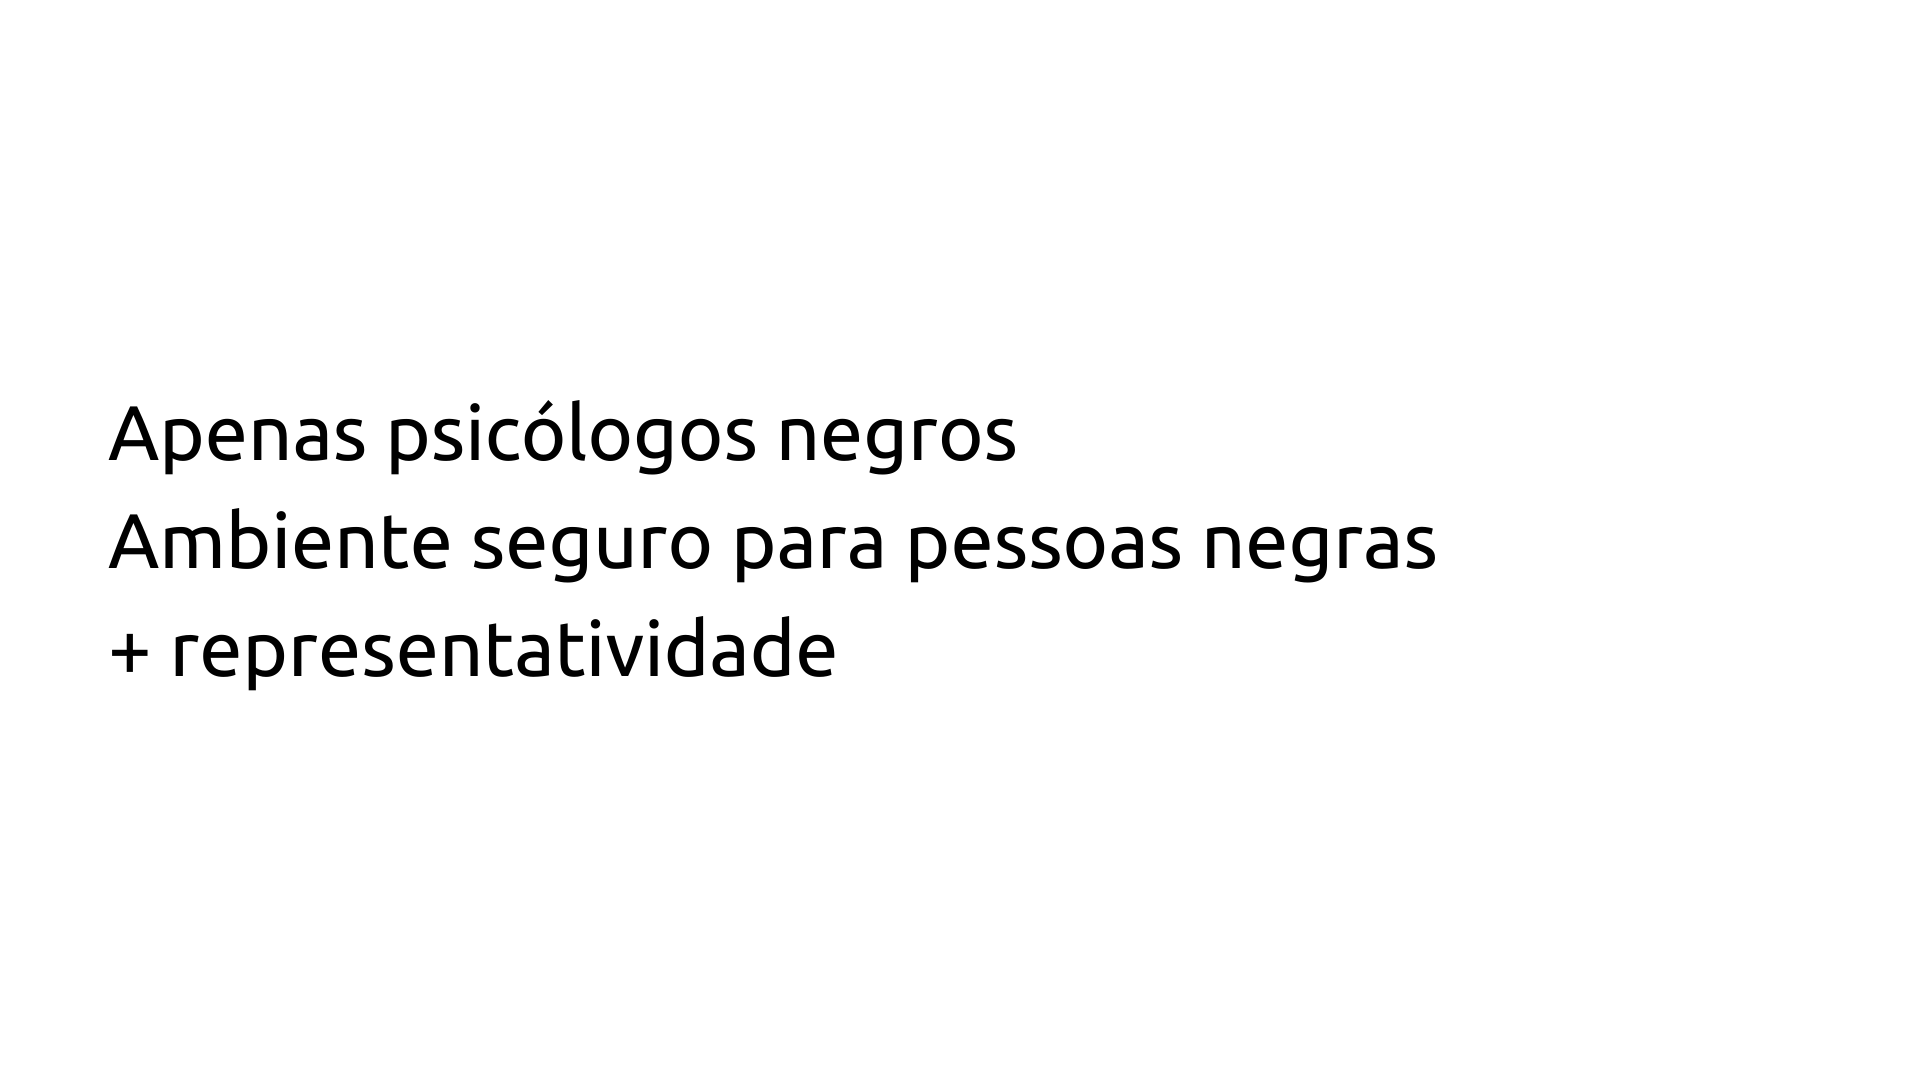 Apenas psicólogos negros
Ambiente seguro para pessoas negras
+ representatividade